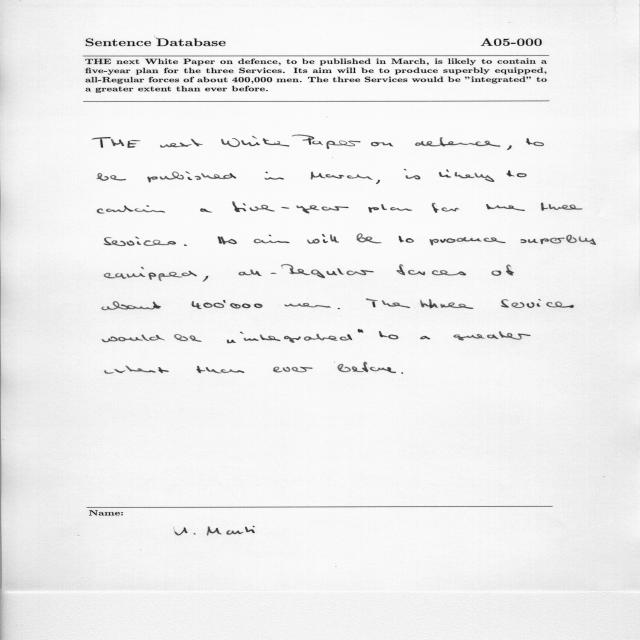 Sentence Database A05-000
THE next White Paper on defence, to be published in March, is likely to contain a
five-year plan for the three Services. Its aim will be to produce superbly equipped,
all-Regular forces of about 400,000 men. The three Services would be "integrated" to
a greater extent than ever before.
THE next White Paper on defence, to
be published in March, is likely to
contain a five-year plan for the three
Services. Its aim will be to produce superbly
equipped, all-Regular forces of
about 400'000 men. The three Services
would be "integrated" to a greater
extent than ever before.
Name:
U. Marti